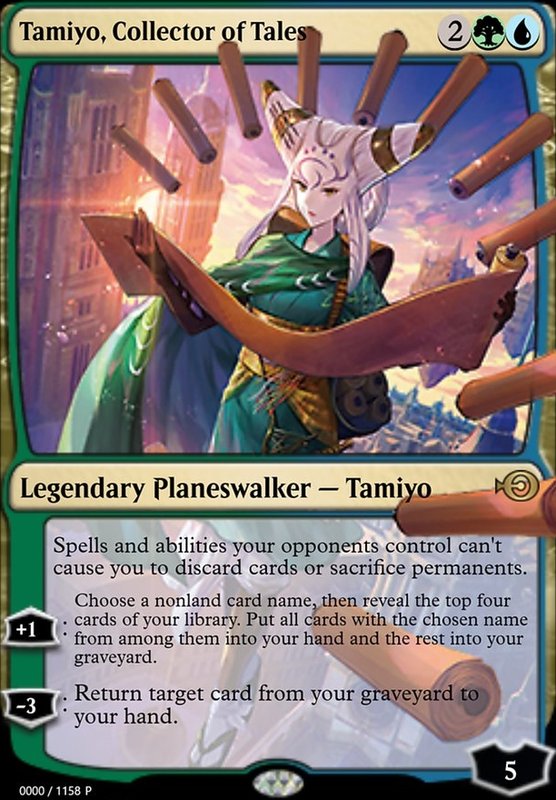 Tamiyo, Collector of Tales 2
Legendary Planeswalker — Tamiyo
Spells and abilities your opponents control can't
cause you to discard cards or sacrifice permanents.
+1 : Choose a nonland card name, then reveal the top four
cards of your library. Put all cards with the chosen name
from among them into your hand and the rest into your
graveyard.
-3 : Return target card from your graveyard to
your hand.
5
0000 / 1158 P